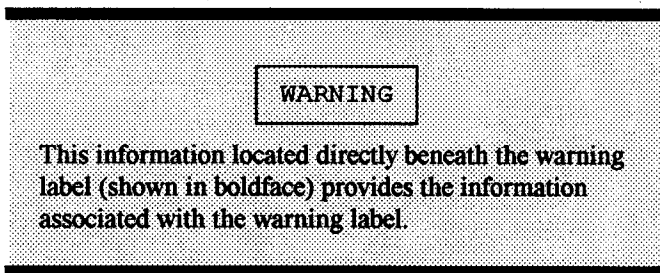 WARNING
This information located directly beneath the warning
label (shown in boldface) provides the information
associated with the warning label.